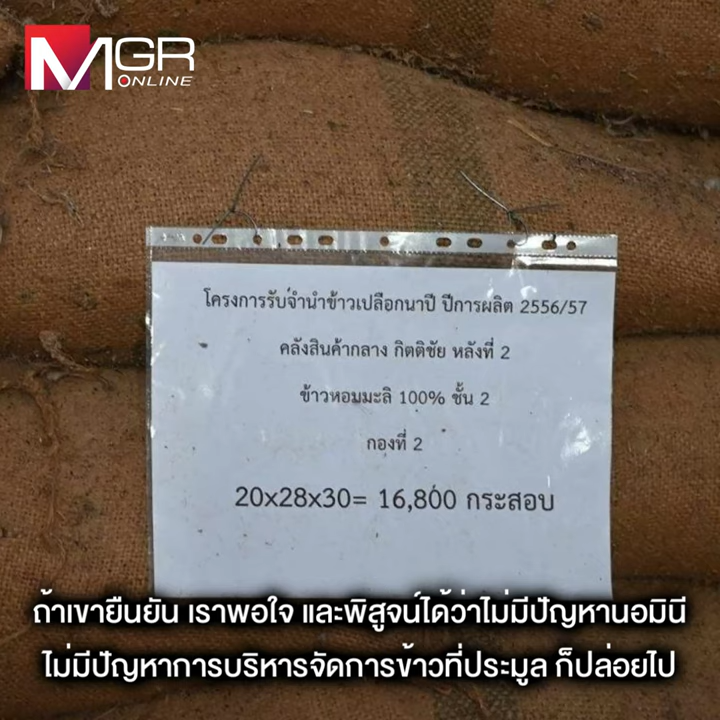 MGR
ONLINE
โครงการรับจำนำข้าวเปลือกนาปี ปีการผลิต 2556/57
คลังสินค้ากลาง กิตติชัย หลังที่ 2
ข้าวหอมมะลิ 100% ชั้น 2
กองที่ 2
20x28x30= 16,800 กระสอบ
ถ้าเขายืนยัน เราพอใจ และพิสูจน์ได้ว่าไม่มีปัญหานอมินี
ไม่มีปัญหาการบริหารจัดการข้าวที่ประมูล ก็ปล่อยไป